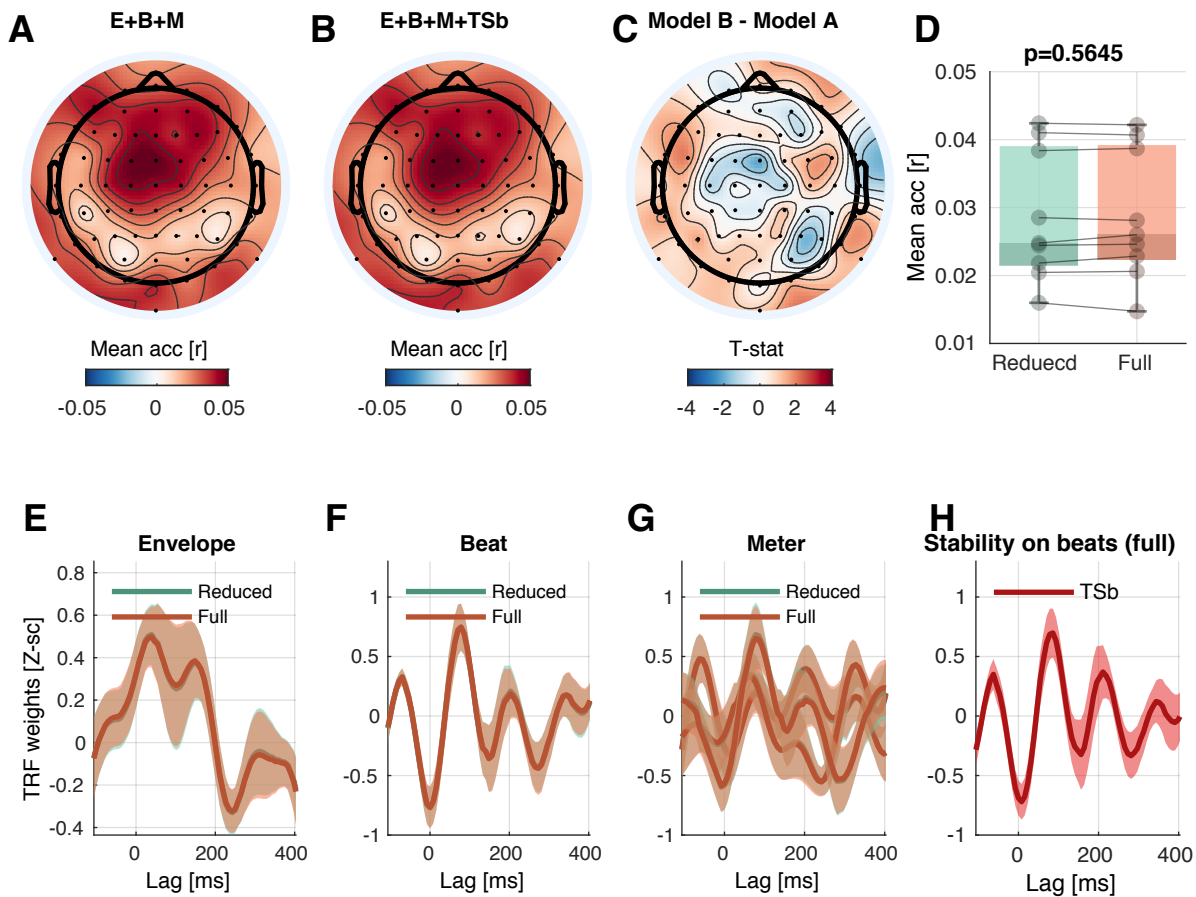 A
E+B+M
B
E+B+M+TSb
C
Model B - Model A
D
p=0.5645
Mean acc [r]
0.05
0.04
0.03
0.02
0.01
Reduecd
Full
Mean acc [r]
-0.05
0
0.05
Mean acc [r]
-0.05
0
0.05
T-stat
-4
-2
0
2
4
E
Envelope
Reduced
Full
TRF weights [Z-sc]
0.8
0.6
0.4
0.2
0
-0.2
-0.4
0
200
400
Lag [ms]
F
Beat
Reduced
Full
1
0.5
0
-0.5
-1
0
200
400
Lag [ms]
G
Meter
Reduced
Full
1
0.5
0
-0.5
-1
0
200
400
Lag [ms]
H
Stability on beats (full)
TSb
1
0.5
0
-0.5
-1
0
200
400
Lag [ms]